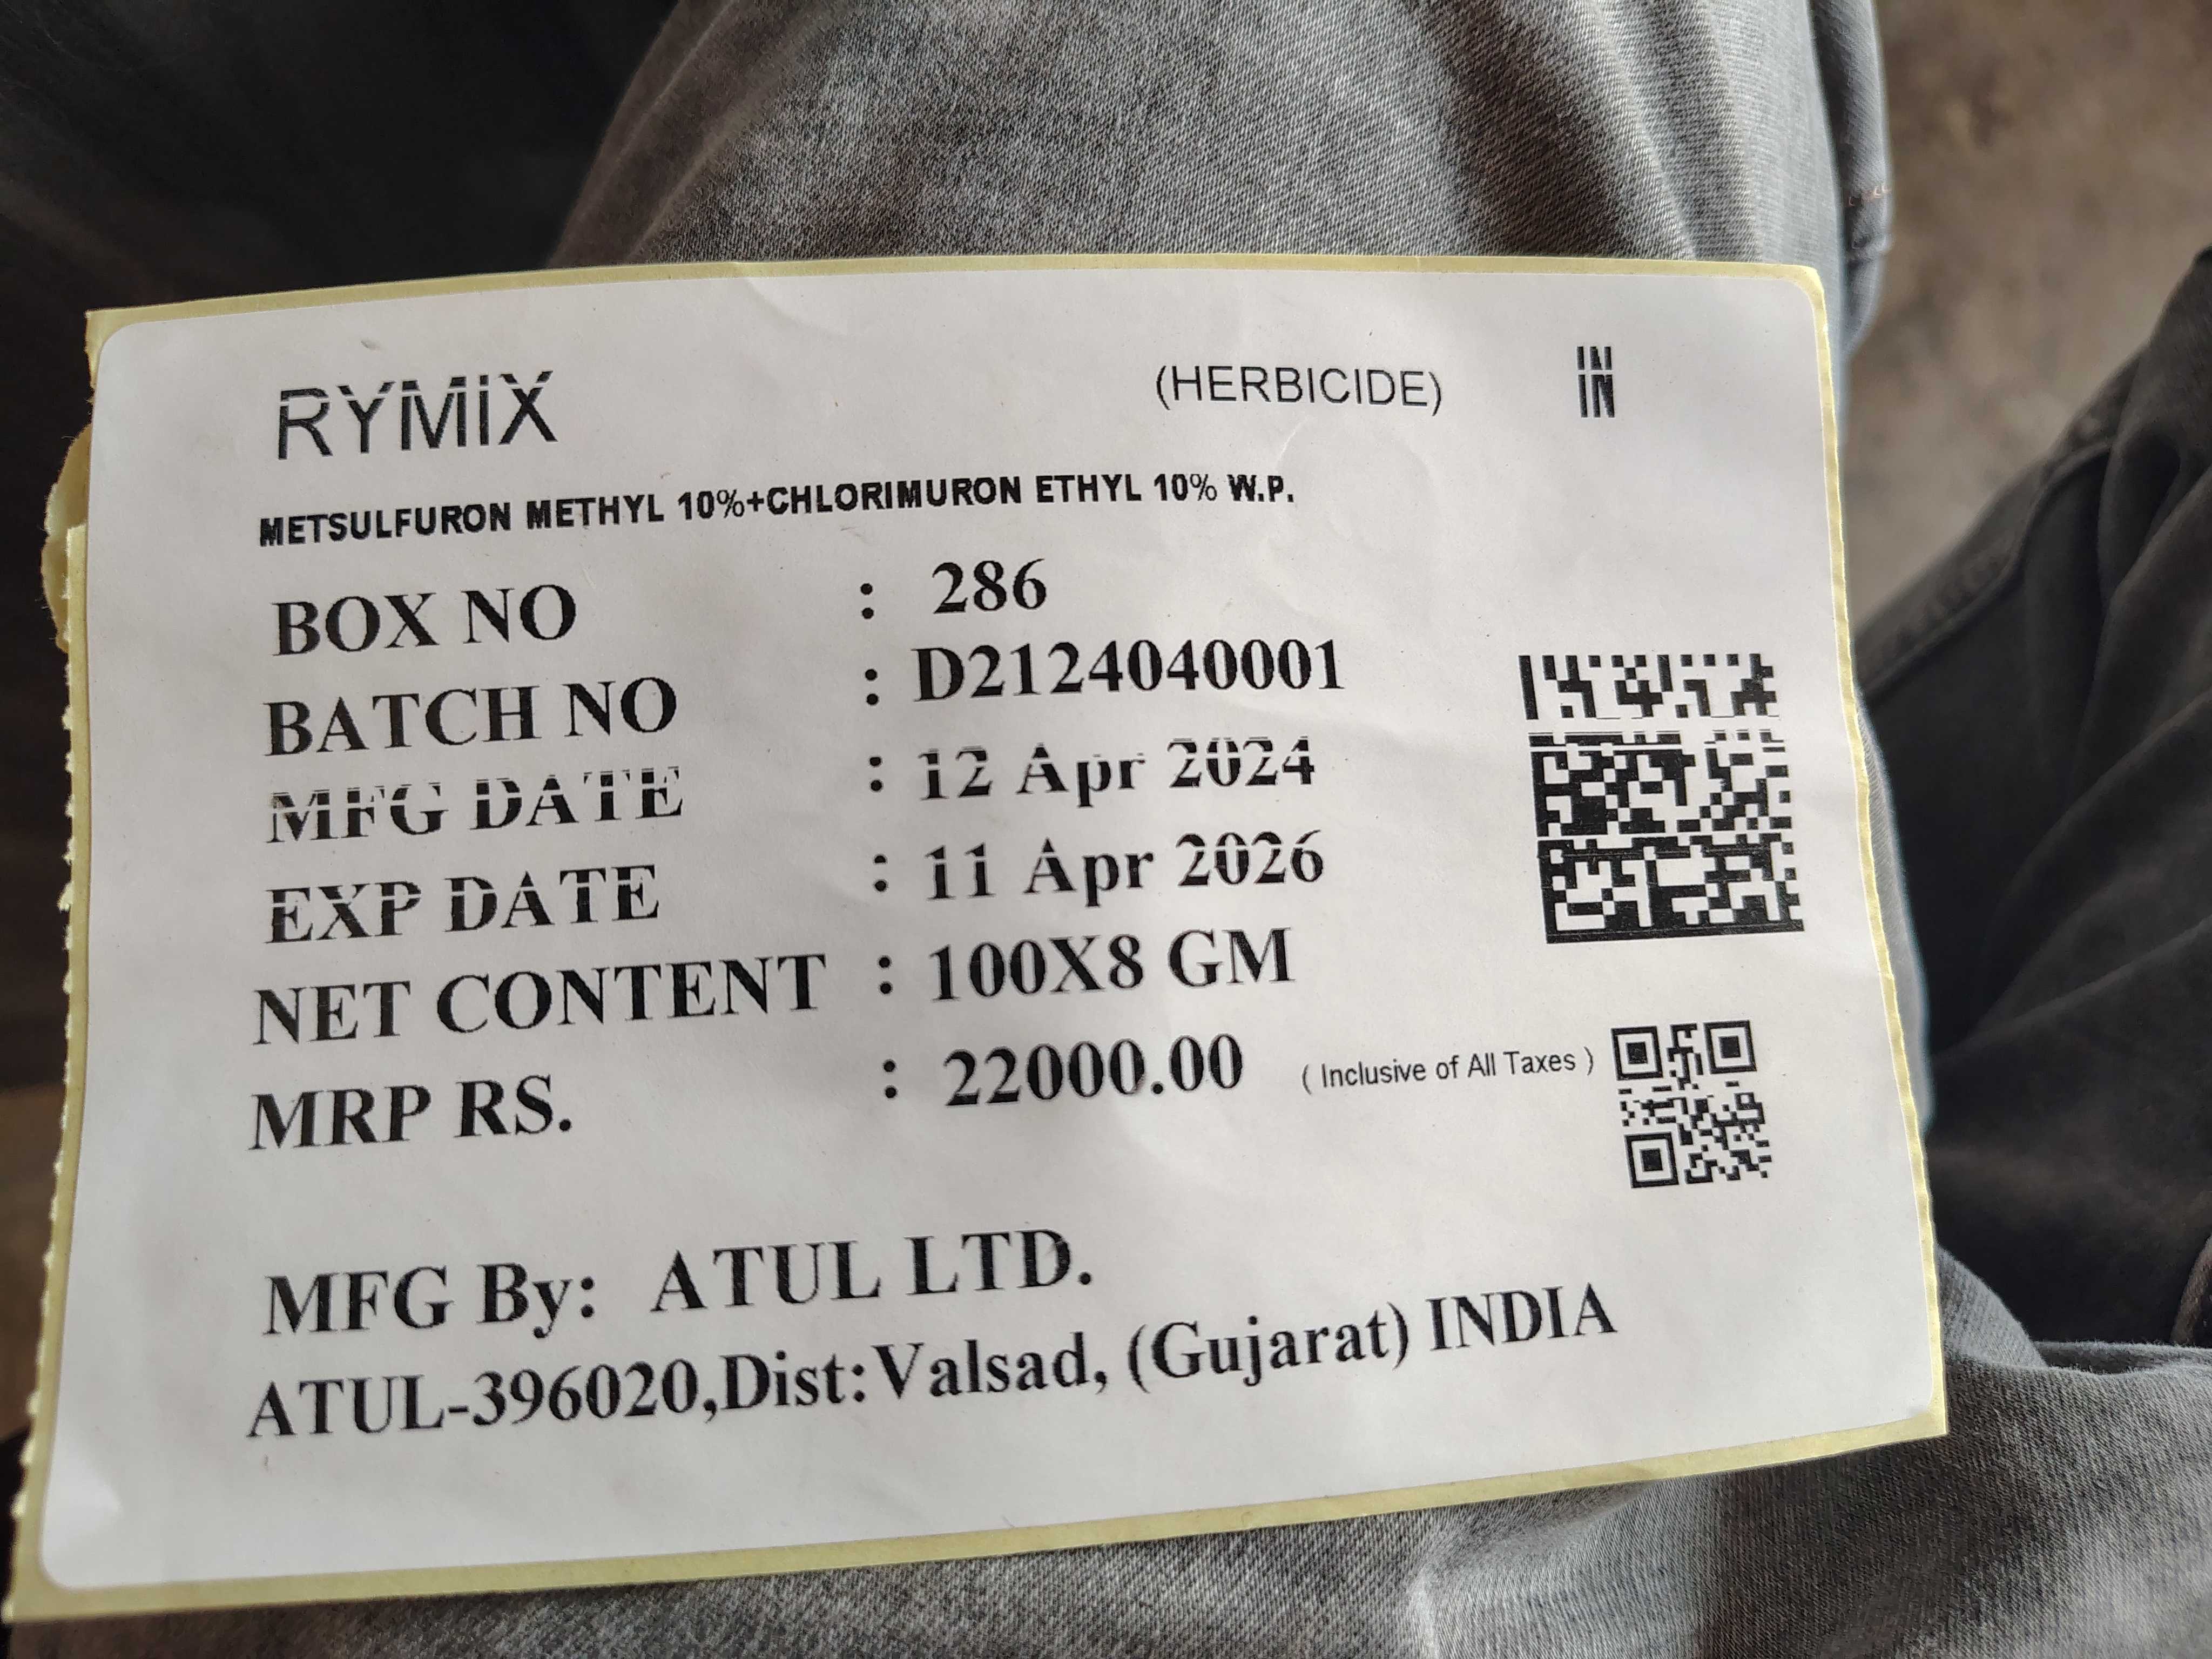 RYMiX (HERBICIDE) IN
METSULFURON METHYL 10%+CHLORIMURON ETHYL 10% W.P.
BOX NO : 286
BATCH NO : D2124040001
MFG DATE : 12 Apr 2024
EXP DATE : 11 Apr 2026
NET CONTENT : 100X8 GM
MRP RS. : 22000.00 ( Inclusive of All Taxes )
MFG By: ATUL LTD.
ATUL-396020,Dist:Valsad, (Gujarat) INDIA